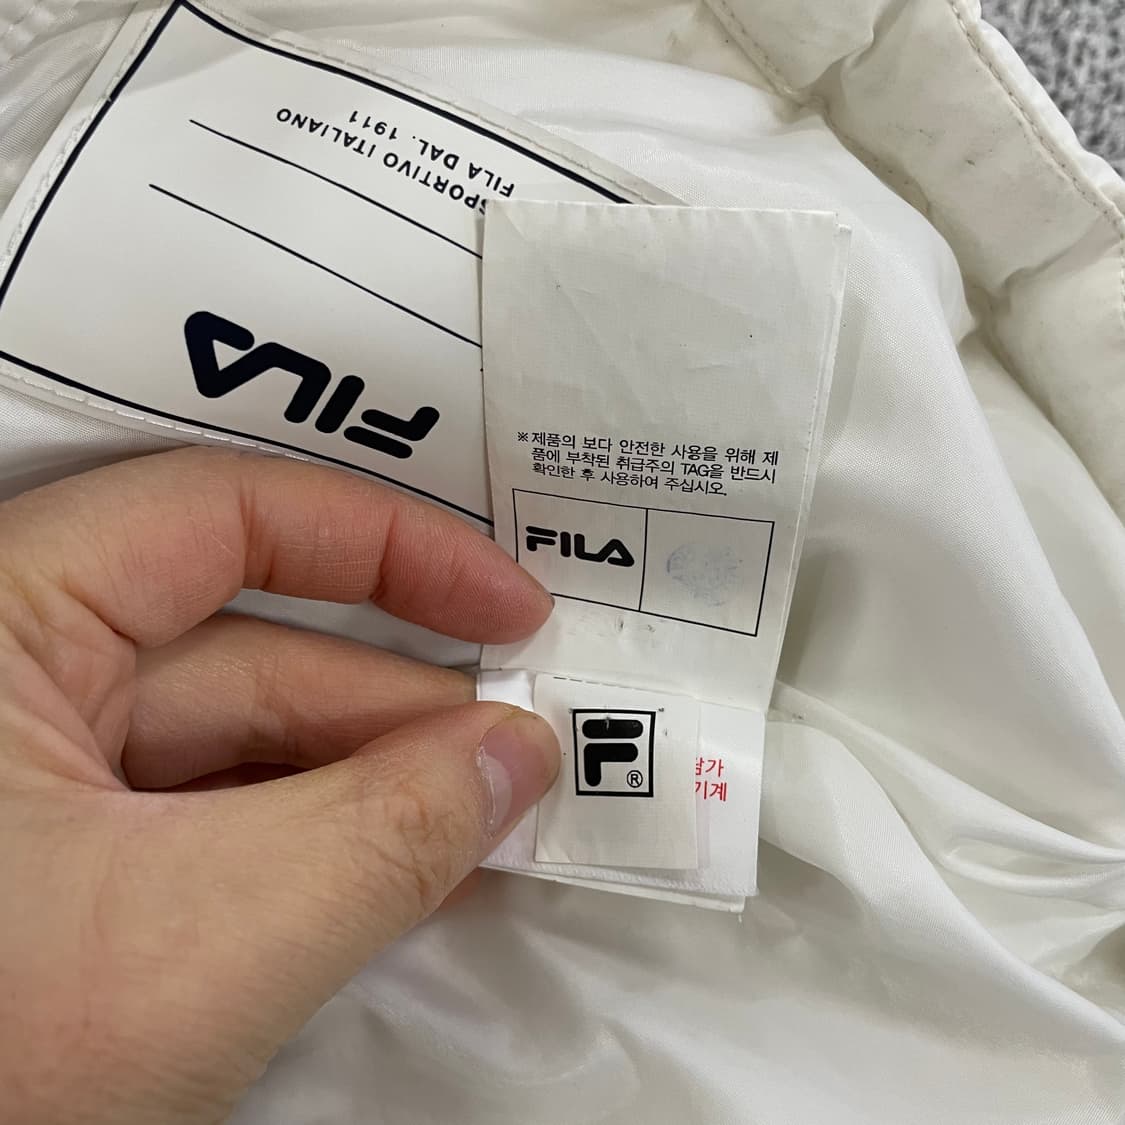 SPORTIVO ITALIANO
FILA DAL. 1911
FILA
※ 제품의 보다 안전한 사용을 위해 제
품에 부착된 취급주의 TAG을 반드시
확인한 후 사용하여 주십시오.
FILA
F®
기계